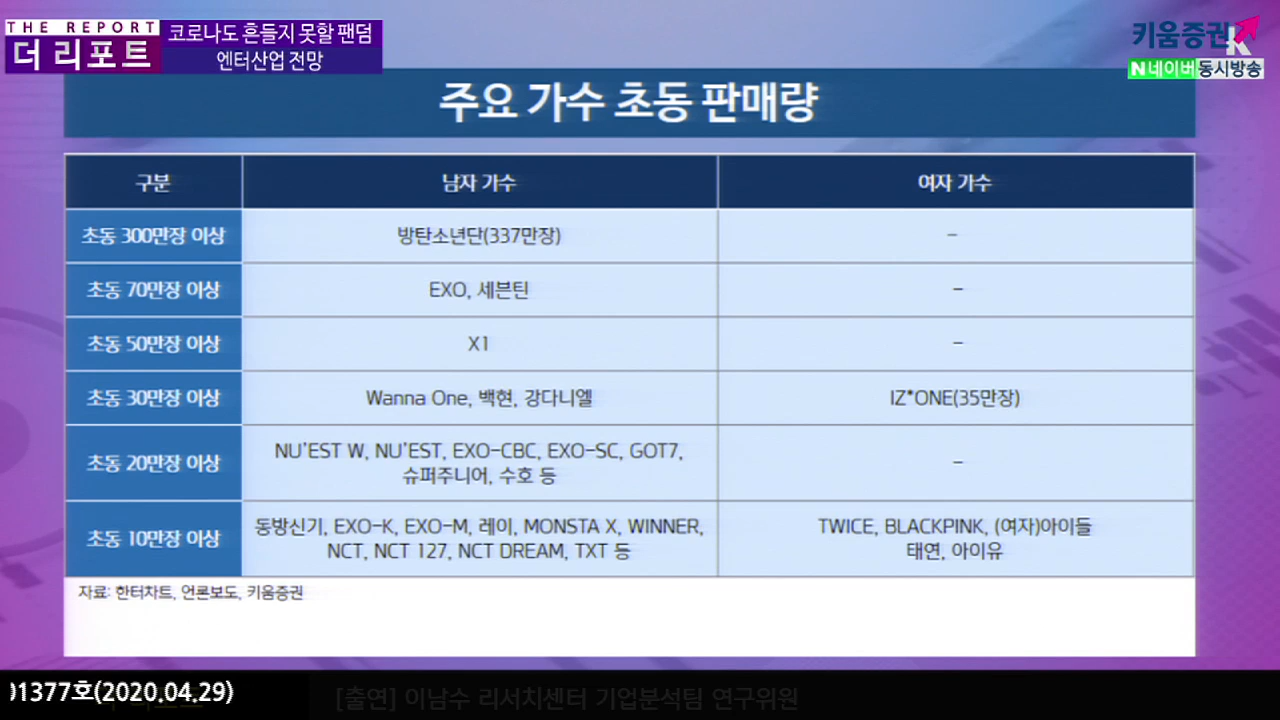 THE REPORT
더 리포트
코로나도 흔들지 못할 팬덤
엔터산업 전망
키움증권
N 네이버 동시방송
주요 가수 초동 판매량
구분 남자 가수 여자 가수
초동 300만장 이상 방탄소년단(337만장) -
초동 70만장 이상 EXO, 세븐틴 -
초동 50만장 이상 X1 -
초동 30만장 이상 Wanna One, 백현, 강다니엘 IZ*ONE(35만장)
초동 20만장 이상 NU'EST W, NU'EST, EXO-CBC, EXO-SC, GOT7,
슈퍼주니어, 수호 등 -
초동 10만장 이상 동방신기, EXO-K, EXO-M, 레이, MONSTA X, WINNER, TWICE, BLACKPINK, (여자)아이들
NCT, NCT 127, NCT DREAM, TXT 등 태연, 아이유
자료: 한터차트, 언론보도, 키움증권
01377호(2020.04.29)
[출연] 이남수 리서치센터 기업분석팀 연구위원